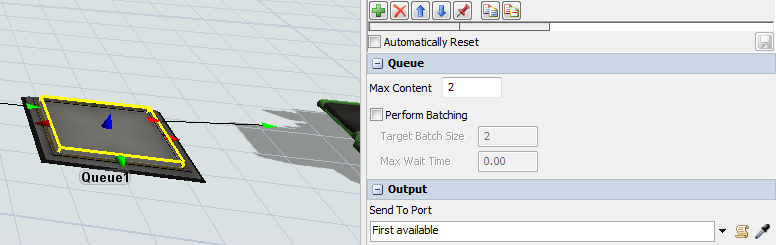 Automatically Reset
Queue
Max Content 2
Perform Batching
Target Batch Size 2
Max Wait Time 0.00
Queue1
Output
Send To Port
First available